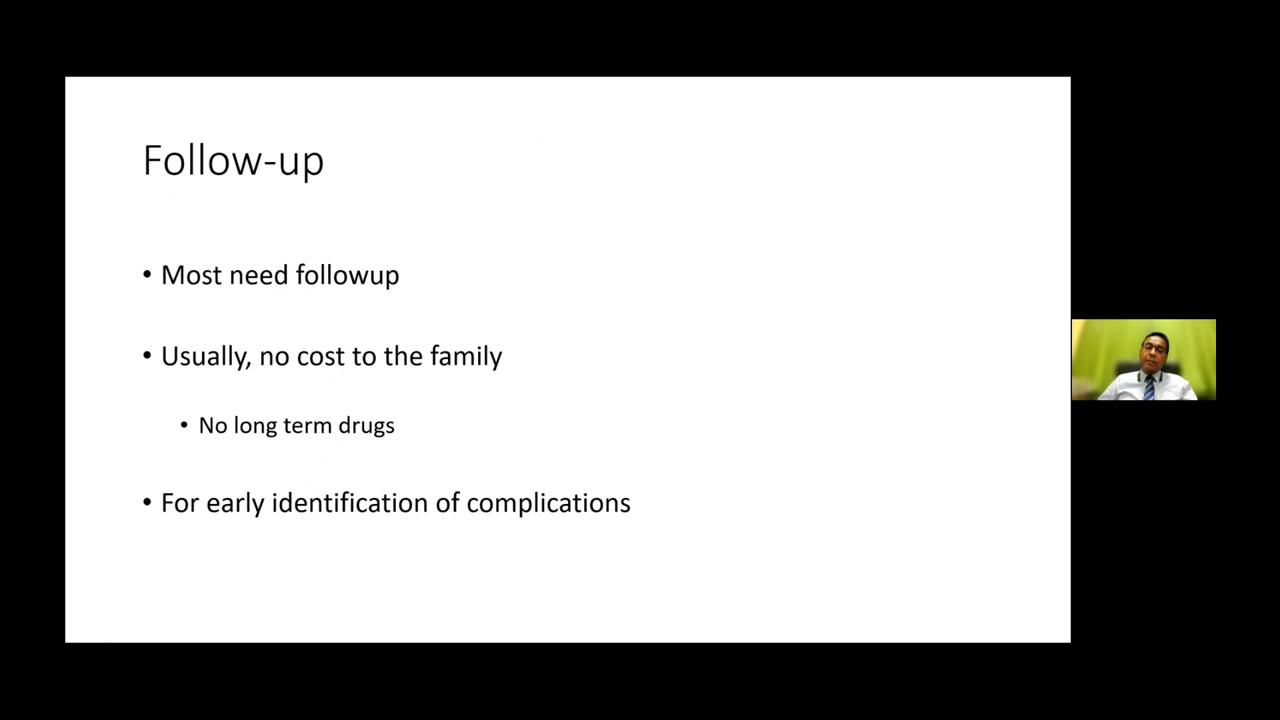 Follow-up
• Most need followup
• Usually, no cost to the family
• No long term drugs
• For early identification of complications